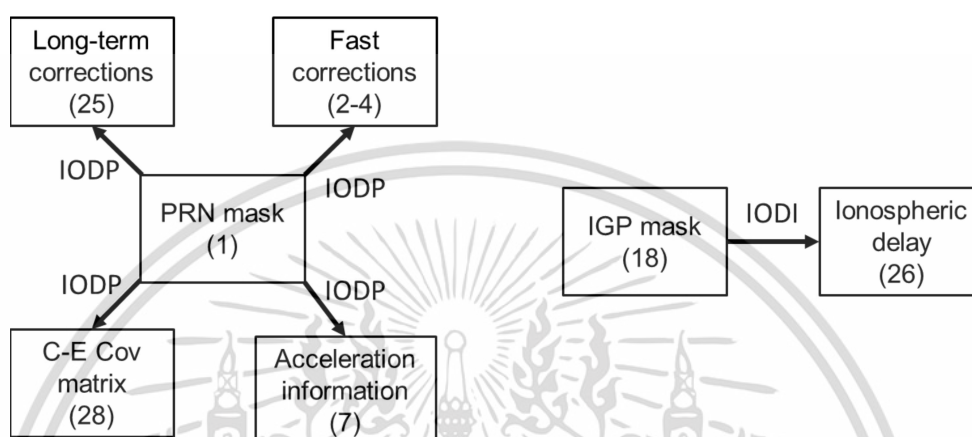 Long-term
corrections
(25)
Fast
corrections
(2-4)
IODP
IODP
PRN mask
(1)
IODP
IODP
C-E Cov
matrix
(28)
Acceleration
information
(7)
IGP mask
(18)
IODI
Ionospheric
delay
(26)